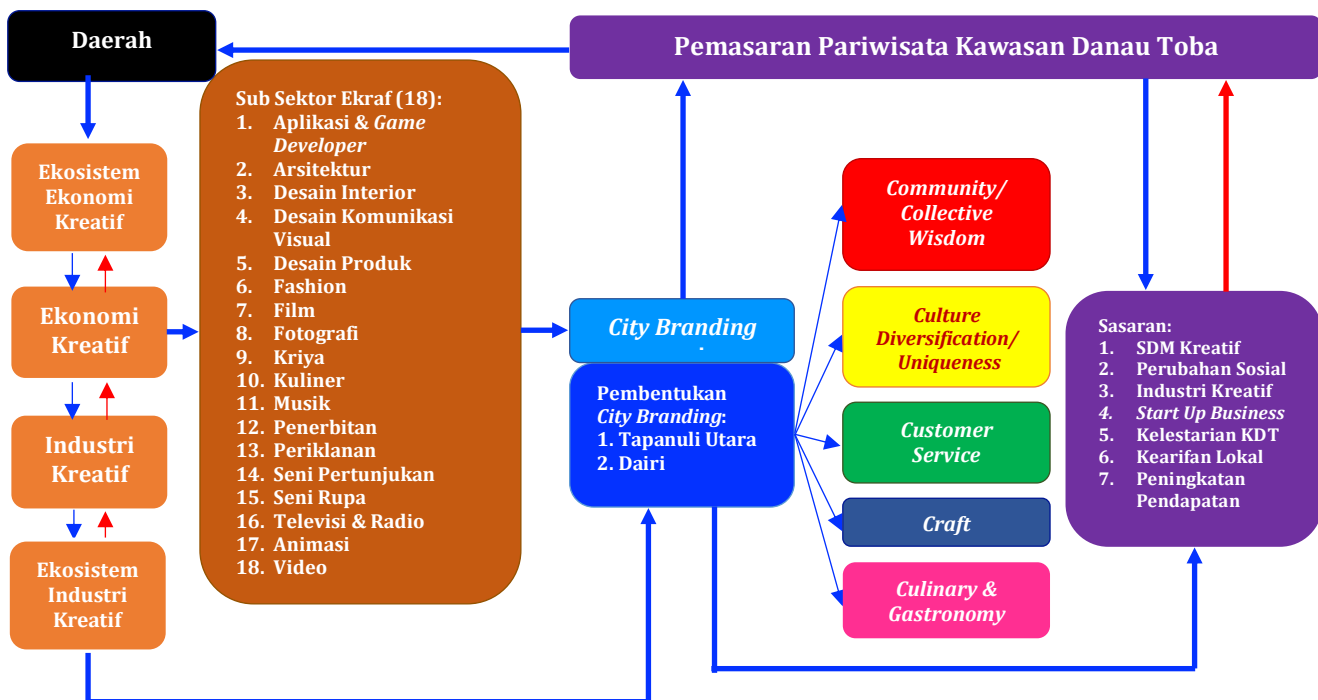 Daerah
Pemasaran Pariwisata Kawasan Danau Toba
Ekosistem
Ekonomi
Kreatif
Ekonomi
Kreatif
Industri
Kreatif
Ekosistem
Industri
Kreatif
Sub Sektor Ekraf (18):
1. Aplikasi & Game
Developer
2. Arsitektur
3. Desain Interior
4. Desain Komunikasi
Visual
5. Desain Produk
6. Fashion
7. Film
8. Fotografi
9. Kriya
10. Kuliner
11. Musik
12. Penerbitan
13. Periklanan
14. Seni Pertunjukan
15. Seni Rupa
16. Televisi & Radio
17. Animasi
18. Video
City Branding
Pembentukan
City Branding:
1. Tapanuli Utara
2. Dairi
Community/
Collective
Wisdom
Culture
Diversification/
Uniqueness
Customer
Service
Craft
Culinary &
Gastronomy
Sasaran:
1. SDM Kreatif
2. Perubahan Sosial
3. Industri Kreatif
4. Start Up Business
5. Kelestarian KDT
6. Kearifan Lokal
7. Peningkatan
Pendapatan